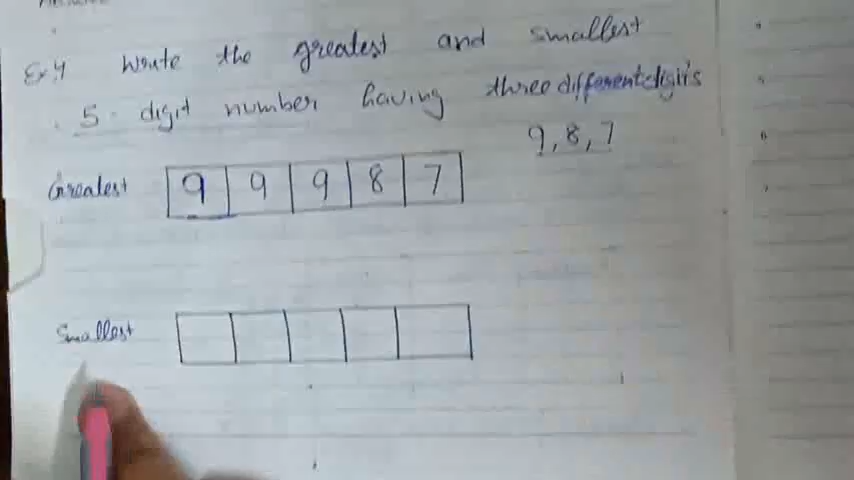 Ex.4 Write the greatest and smallest
5 digit number having three different digits
9, 8, 7
Greatest 9 9 9 8 7
Smallest